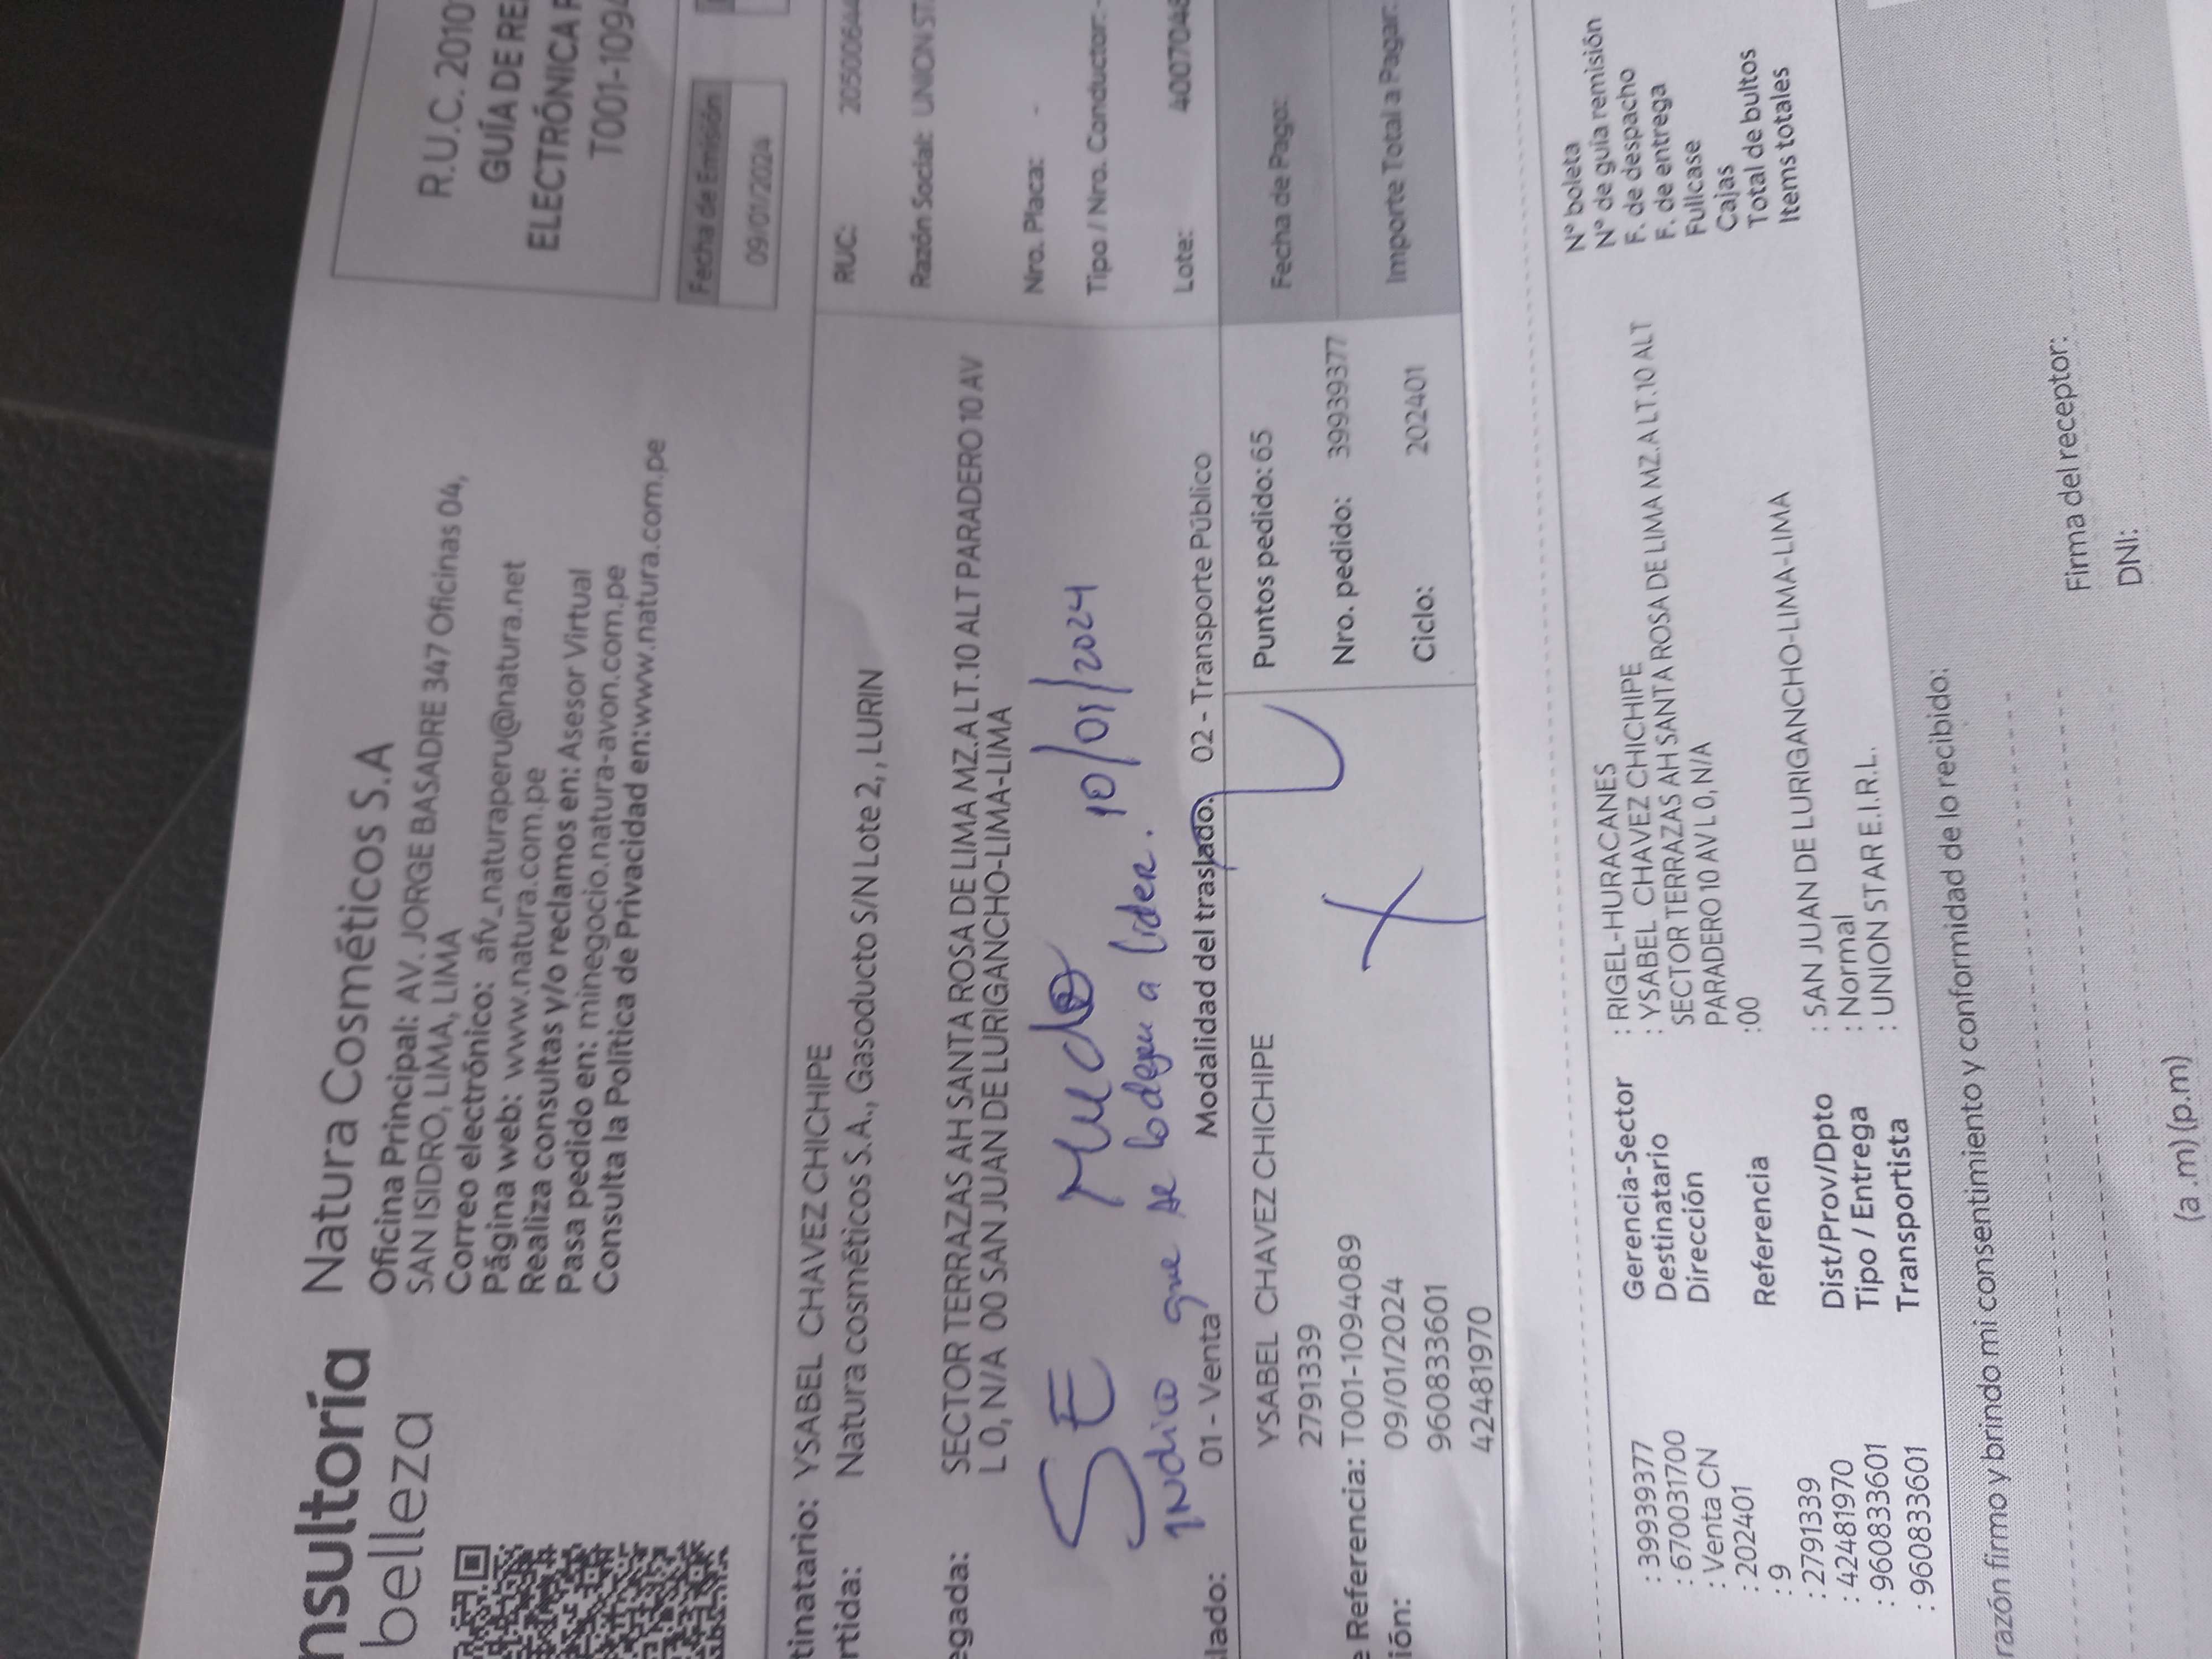 nsultoría
belleza
Natura Cosméticos S.A
Oficina Principal: AV. JORGE BASADRE 347 Oficinas 04,
SAN ISIDRO, LIMA, LIMA
Correo electrónico: afv_naturaperu@natura.net
Página web: www.natura.com.pe
Realiza consultas y/o reclamos en: Asesor Virtual
Pasa pedido en: minegocio.natura-avon.com.pe
Consulta la Política de Privacidad en:www.natura.com.pe
R.U.C. 2010
GUÍA DE RE
ELECTRÓNICA R
T001-1094
Fecha de Emisión
09/01/2024
tinatario: YSABEL CHAVEZ CHICHIPE
rtida: Natura cosméticos S.A., Gasoducto S/N Lote 2, , LURIN
egada: SECTOR TERRAZAS AH SANTA ROSA DE LIMA MZ.A LT.10 ALT PARADERO 10 AV
L 0, N/A 00 SAN JUAN DE LURIGANCHO-LIMA-LIMA
RUC: 20500644
Razón Social: UNION ST
Nro. Placa: -
Tipo / Nro. Conductor: -
Lote: 40070048
SE MUDO
INDICO que se lo dejen a lider. 10/01/2024
lado: 01 - Venta Modalidad del traslado. 02 - Transporte Público
YSABEL CHAVEZ CHICHIPE
2791339
e Referencia: T001-1094089
09/01/2024
ión: 960833601
42481970
X
Puntos pedido: 65
Nro. pedido: 39939377
Ciclo: 202401
Fecha de Pago:
Importe Total a Pagar:
: 39939377
: 670031700
: Venta CN
: 202401
: 9
: 2791339
: 42481970
: 960833601
: 960833601
Gerencia-Sector : RIGEL-HURACANES
Destinatario : YSABEL CHAVEZ CHICHIPE
Dirección SECTOR TERRAZAS AH SANTA ROSA DE LIMA MZ.A LT.10 ALT
PARADERO 10 AV L 0, N/A
Referencia :00
Dist/Prov/Dpto : SAN JUAN DE LURIGANCHO-LIMA-LIMA
Tipo / Entrega : Normal
Transportista : UNION STAR E.I.R.L.
N° boleta
N° de guía remisión
F. de despacho
F. de entrega
Fullcase
Cajas
Total de bultos
Items totales
razón firmo y brindo mi consentimiento y conformidad de lo recibido:
Firma del receptor:
DNI:
(a .m) (p.m)